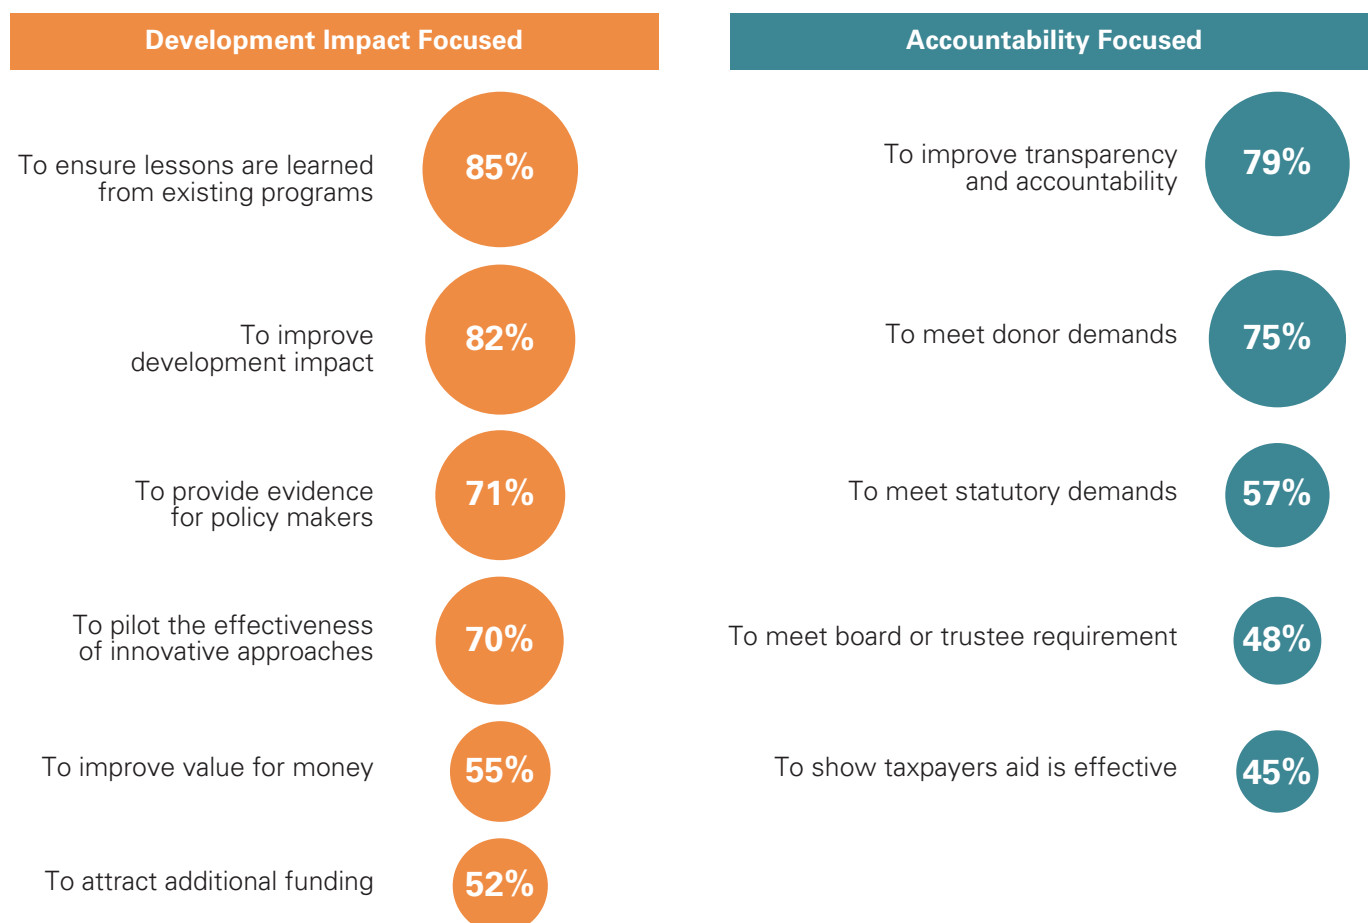 Development Impact Focused
To ensure lessons are learned
from existing programs
85%
To improve
development impact
82%
To provide evidence
for policy makers
71%
To pilot the effectiveness
of innovative approaches
70%
To improve value for money
55%
To attract additional funding
52%
Accountability Focused
To improve transparency
and accountability
79%
To meet donor demands
75%
To meet statutory demands
57%
To meet board or trustee requirement
48%
To show taxpayers aid is effective
45%